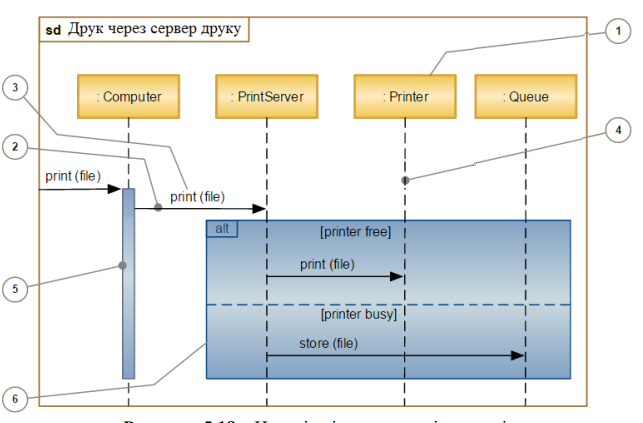 sd Друк через сервер друку
1
: Computer
: PrintServer
: Printer
: Queue
3
4
2
print (file)
print (file)
alt
[printer free]
print (file)
5
[printer busy]
store (file)
6